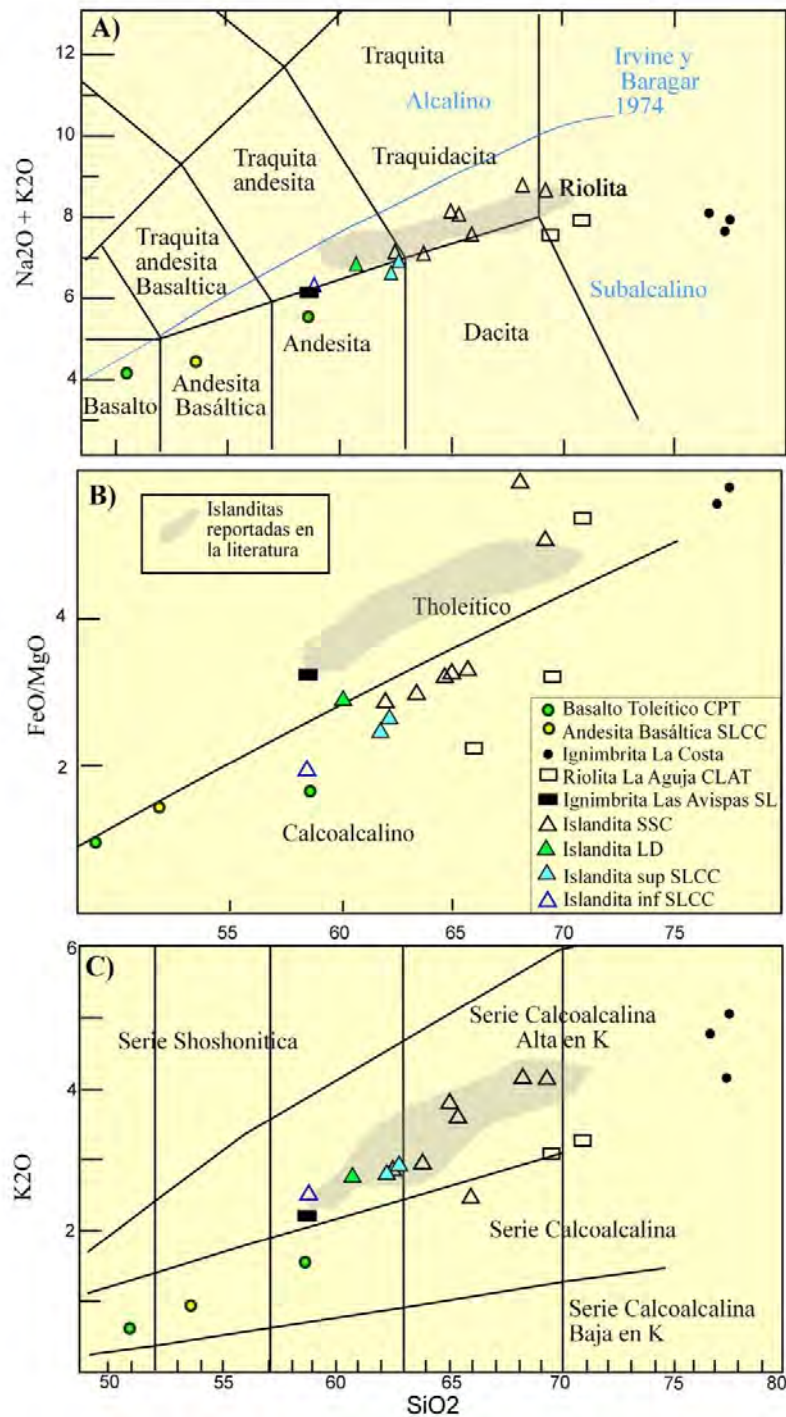 A)
Traquita
Alcalino
Irvine y
Baragar
1974
Traquita
andesita
Traquidacita
Riolita
Traquita
andesita
Basaltica
Subalcalino
Andesita
Dacita
Basalto
Andesita
Basáltica
12
10
8
6
4
Na2O + K2O
B)
Islanditas
reportadas en
la literatura
Tholeítico
Calcoalcalino
4
2
FeO/MgO
Basalto Toleítico CPT
Andesita Basáltica SLCC
Ignimbrita La Costa
Riolita La Aguja CLAT
Ignimbrita Las Avispas SL
Islandita SSC
Islandita LD
Islandita sup SLCC
Islandita inf SLCC
55 60 65 70 75
C)
Serie Shoshonitica
Serie Calcoalcalina
Alta en K
Serie Calcoalcalina
Serie Calcoalcalina
Baja en K
6
4
2
K2O
50 55 60 65 70 75 80
SiO2